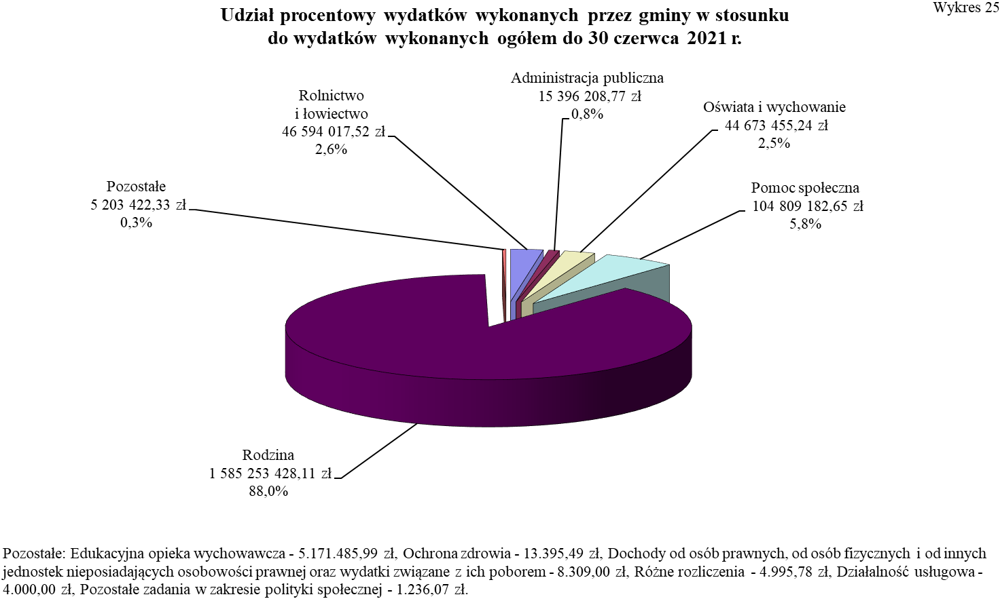 Wykres 25
Udział procentowy wydatków wykonanych przez gminy w stosunku
do wydatków wykonanych ogółem do 30 czerwca 2021 r.
Administracja publiczna
15 396 208,77 zł
0,8%
Rolnictwo
i łowiectwo
46 594 017,52 zł
2,6%
Oświata i wychowanie
44 673 455,24 zł
2,5%
Pozostałe
5 203 422,33 zł
0,3%
Pomoc społeczna
104 809 182,65 zł
5,8%
Rodzina
1 585 253 428,11 zł
88,0%
Pozostałe: Edukacyjna opieka wychowawcza - 5.171.485,99 zł, Ochrona zdrowia - 13.395,49 zł, Dochody od osób prawnych, od osób fizycznych i od innych
jednostek nieposiadających osobowości prawnej oraz wydatki związane z ich poborem - 8.309,00 zł, Różne rozliczenia - 4.995,78 zł, Działalność usługowa -
4.000,00 zł, Pozostałe zadania w zakresie polityki społecznej - 1.236,07 zł.